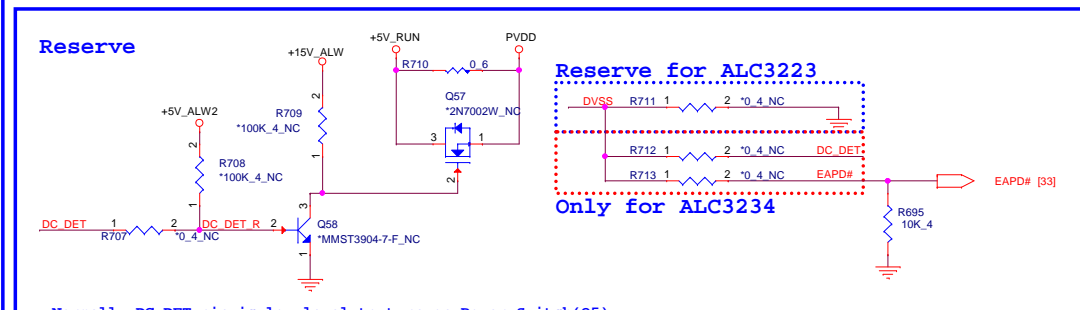 Reserve
+5V_RUN
PVDD
+15V_ALW
R710
0_6
Reserve for ALC3223
Q57
*2N7002W_NC
DVSS
R711
1
2
*0_4_NC
+5V_ALW2
2
R709
*100K_4_NC
1
3
1
2
2
R708
*100K_4_NC
1
R712
1
2
*0_4_NC
DC_DET
R713
1
2
*0_4_NC
EAPD#
EAPD# [33]
Only for ALC3234
R695
10K_4
DC_DET
1
R707
2
*0_4_NC
DC_DET_R
2
3
Q58
*MMST3904-7-F_NC
1